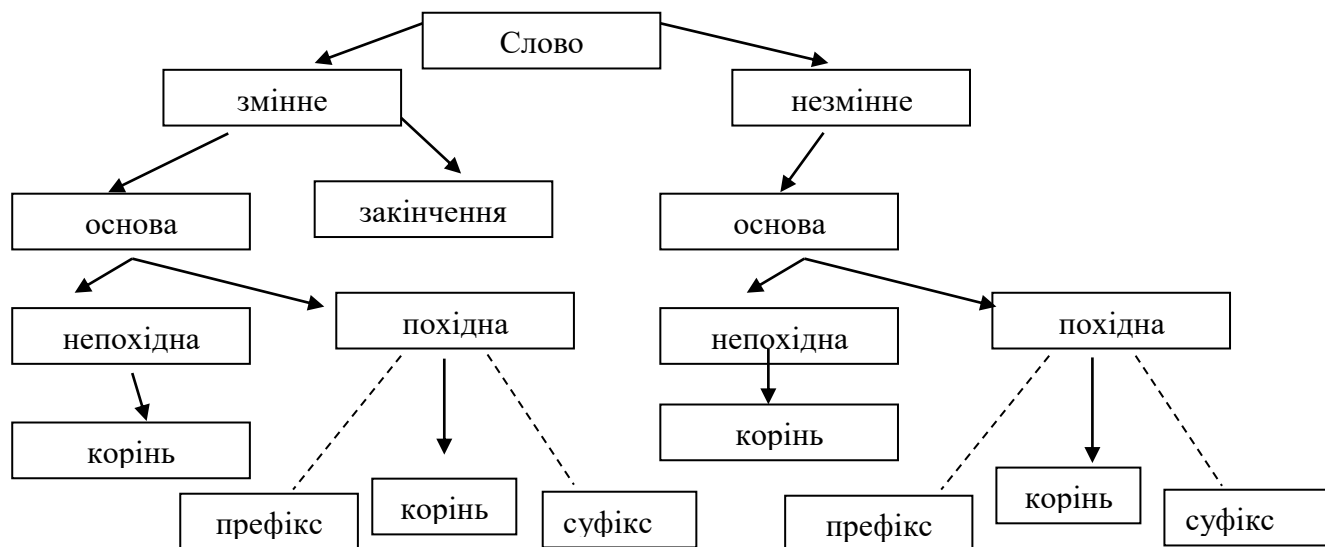 Слово
змінне
незмінне
закінчення
основа
основа
непохідна
похідна
непохідна
похідна
корінь
корінь
префікс
корінь
суфікс
префікс
корінь
суфікс